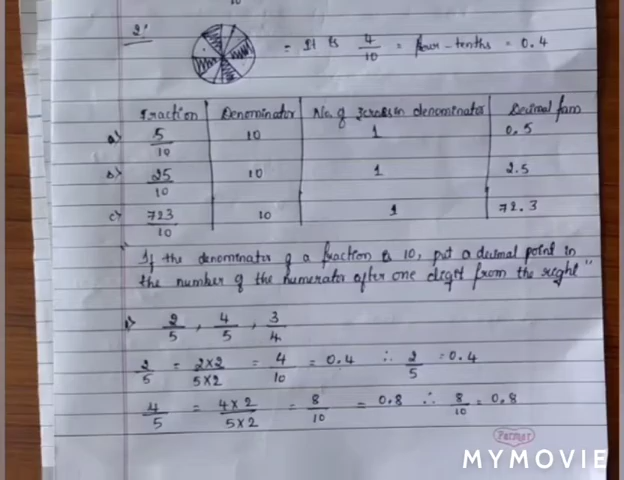 2'
= It is 4/10 = four-tenths = 0.4
Fraction Denominator No. of zeroes in denominator Decimal fam
a) 5/10 10 1 0.5
b) 25/10 10 1 2.5
c) 723/10 10 1 72.3
"If the denominator of a fraction is 10, put a decimal point in
the number of the numerator after one digit from the right"
2/5, 4/5, 3/4
2/5 = 2×2/5×2 = 4/10 = 0.4 ∴ 2/5 = 0.4
4/5 = 4×2/5×2 = 8/10 = 0.8 ∴ 8/10 = 0.8
Parmar
MYMOVIE